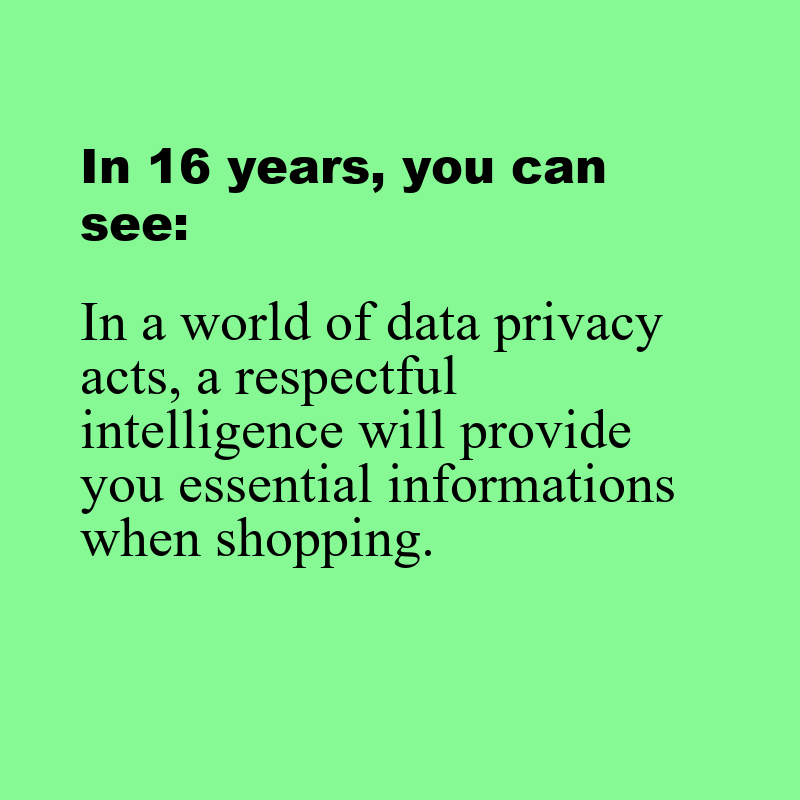 In 16 years, you can
see:
In a world of data privacy
acts, a respectful
intelligence will provide
you essential informations
when shopping.